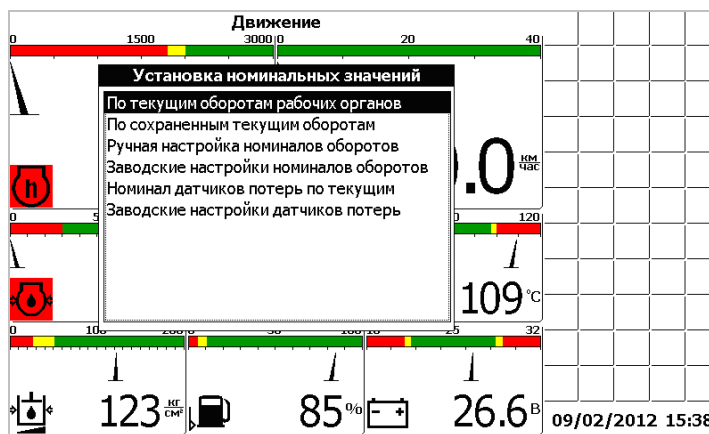 Движение
0 1500 3000 0 20 40
Установка номинальных значений
По текущим оборотам рабочих органов
По сохраненным текущим оборотам
Ручная настройка номиналов оборотов
Заводские настройки номиналов оборотов
Номинал датчиков потерь по текущим
Заводские настройки датчиков потерь
.0 км час
n
0 5 120
109 °C
0 100 200 50 100 16 25 32
123 кг см² 85 % - + 26.6 В
09/02/2012 15:38